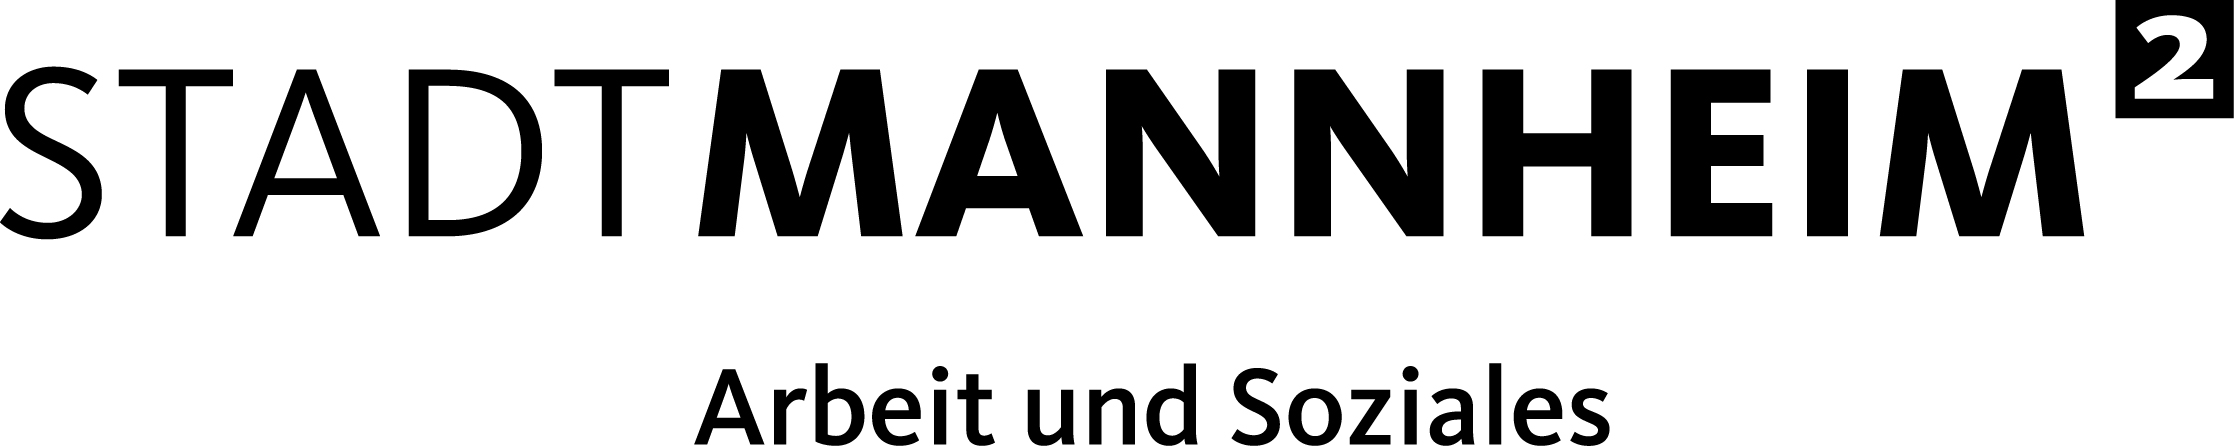 STADTMANNHEIM²
Arbeit und Soziales